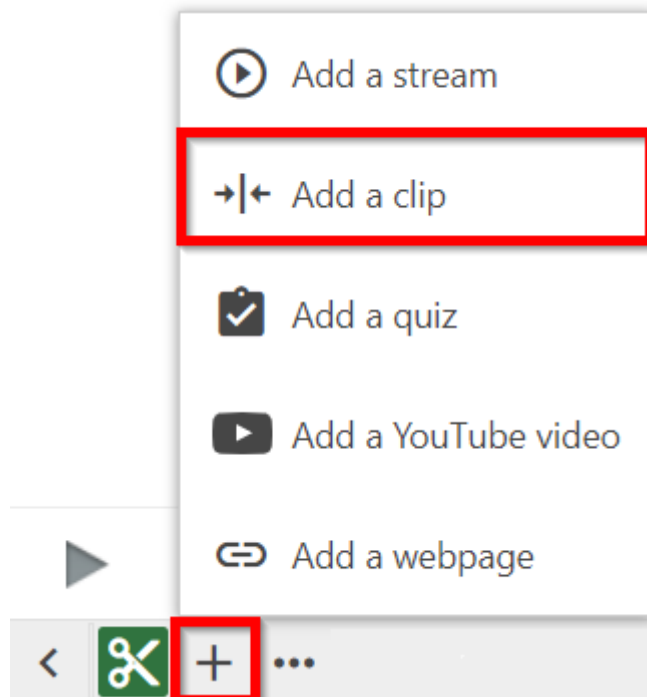 Add a stream
Add a clip
Add a quiz
Add a YouTube video
Add a webpage